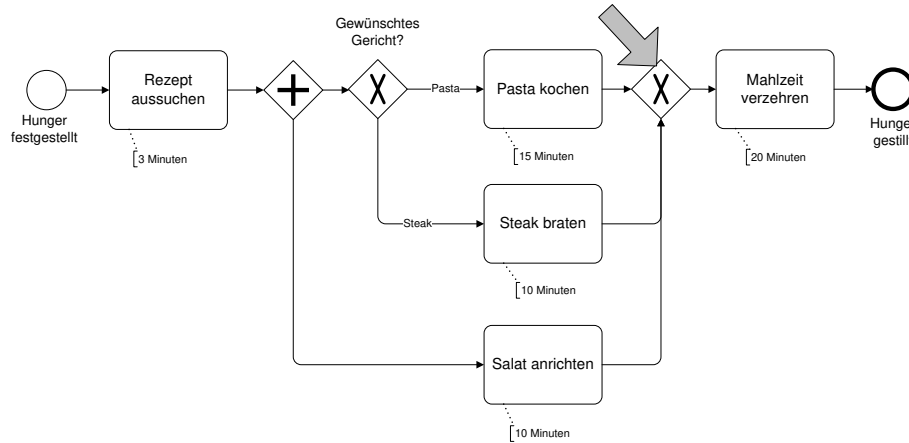 Gewünschtes
Gericht?
Rezept
aussuchen
Pasta
Pasta kochen
Mahlzeit
verzehren
Hunger
festgestellt
3 Minuten
15 Minuten
20 Minuten
Steak
Steak braten
10 Minuten
Salat anrichten
10 Minuten